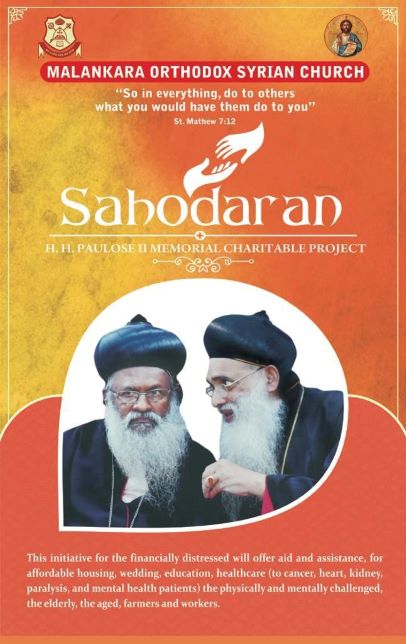 MALANKARA ORTHODOX SYRIAN CHURCH
“So in everything, do to others
what you would have them do to you”
St. Mathew 7:12
Sahodaran
H. H. PAULOSE II MEMORIAL CHARITABLE PROJECT
This initiative for the financially distressed will offer aid and assistance, for
affordable housing, wedding, education, healthcare (to cancer, heart, kidney,
paralysis, and mental health patients) the physically and mentally challenged,
the elderly, the aged, farmers and workers.